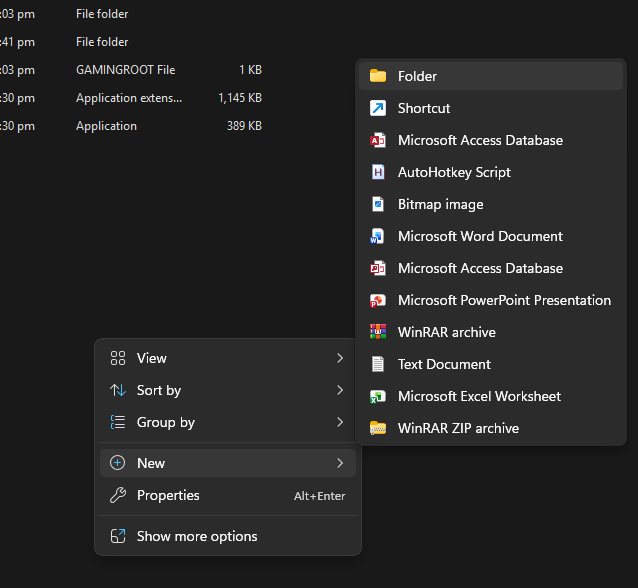 :03 pm File folder
:41 pm File folder
:03 pm GAMINGROOT File 1 KB
:30 pm Application extens... 1,145 KB
:30 pm Application 389 KB
Folder
Shortcut
Microsoft Access Database
AutoHotkey Script
Bitmap image
Microsoft Word Document
Microsoft Access Database
Microsoft PowerPoint Presentation
WinRAR archive
Text Document
Microsoft Excel Worksheet
WinRAR ZIP archive
View
Sort by
Group by
New
Properties Alt+Enter
Show more options